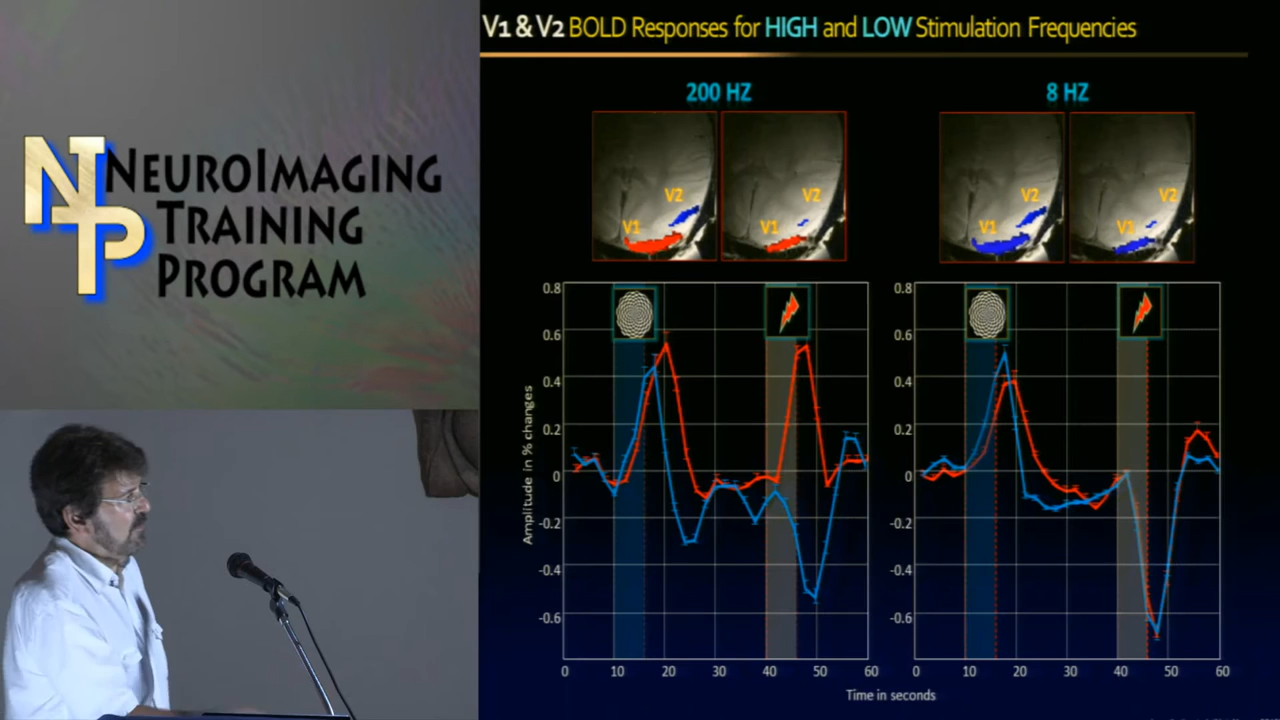 NTP
NEUROIMAGING
TRAINING
PROGRAM
V1 & V2 BOLD Responses for HIGH and LOW Stimulation Frequencies
200 HZ
8 HZ
V2
V1
V2
V1
V2
V1
V2
V1
Amplitude in % changes
0.8
0.6
0.4
0.2
0
-0.2
-0.4
-0.6
0 10 20 30 40 50 60
0.8
0.6
0.4
0.2
0
-0.2
-0.4
-0.6
0 10 20 30 40 50 60
Time in seconds